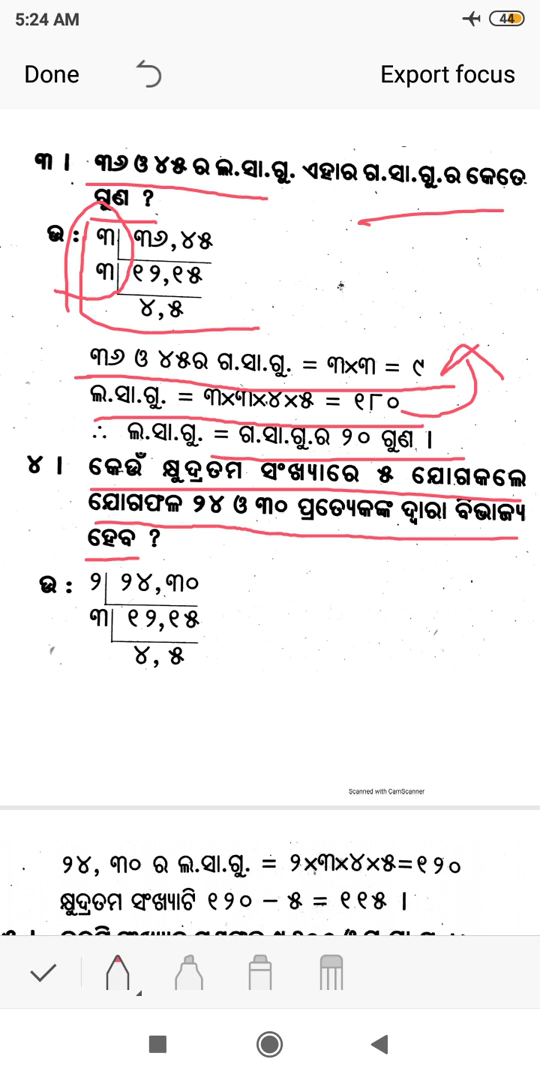 5:24 AM
44
Done
Export focus
୩। ୩୬ ଓ ୪୫ ର ଲ.ସା.ଗୁ. ଏହାର ଗ.ସା.ଗୁ.ର କେତେ
ଗୁଣ ?
ଉ: ୩ ୩୬,୪୫
୩ ୧୨,୧୫
୪,୫
୩୬ ଓ ୪୫ର ଗ.ସା.ଗୁ. = ୩×୩ = ୯
ଲ.ସା.ଗୁ. = ୩×୩×୪×୫ = ୧୮୦
∴ ଲ.ସା.ଗୁ. = ଗ.ସା.ଗୁ.ର ୨୦ ଗୁଣ ।
୪। କେଉଁ କ୍ଷୁଦ୍ରତମ ସଂଖ୍ୟାରେ ୫ ଯୋଗକଲେ
ଯୋଗଫଳ ୨୪ ଓ ୩୦ ପ୍ରତ୍ୟେକଙ୍କ ଦ୍ୱାରା ବିଭାଜ୍ୟ
ହେବ ?
ଉ: ୨ ୨୪,୩୦
୩ ୧୨,୧୫
୪, ୫
Scanned with CamScanner
୨୪, ୩୦ ର ଲ.ସା.ଗୁ. = ୨×୩×୪×୫=୧୨୦
କ୍ଷୁଦ୍ରତମ ସଂଖ୍ୟାଟି ୧୨୦ – ୫ = ୧୧୫ ।